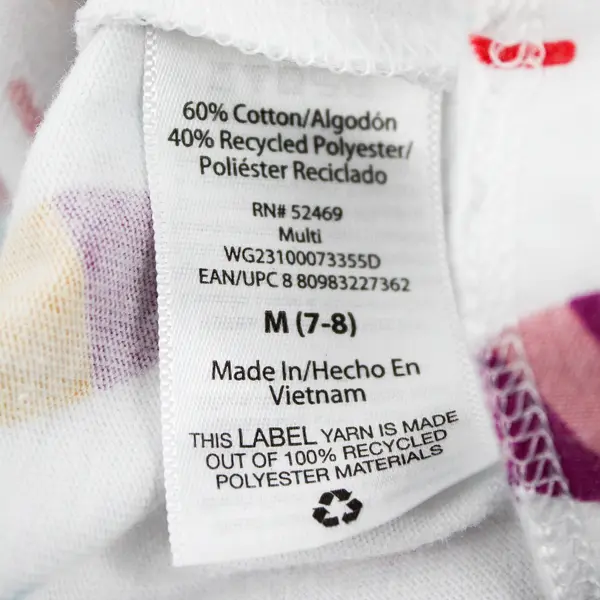 60% Cotton/Algodón
40% Recycled Polyester/
Poliéster Reciclado
RN# 52469
Multi
WG23100073355D
EAN/UPC 8 80983227362
M (7-8)
Made In/Hecho En
Vietnam
THIS LABEL YARN IS MADE
OUT OF 100% RECYCLED
POLYESTER MATERIALS